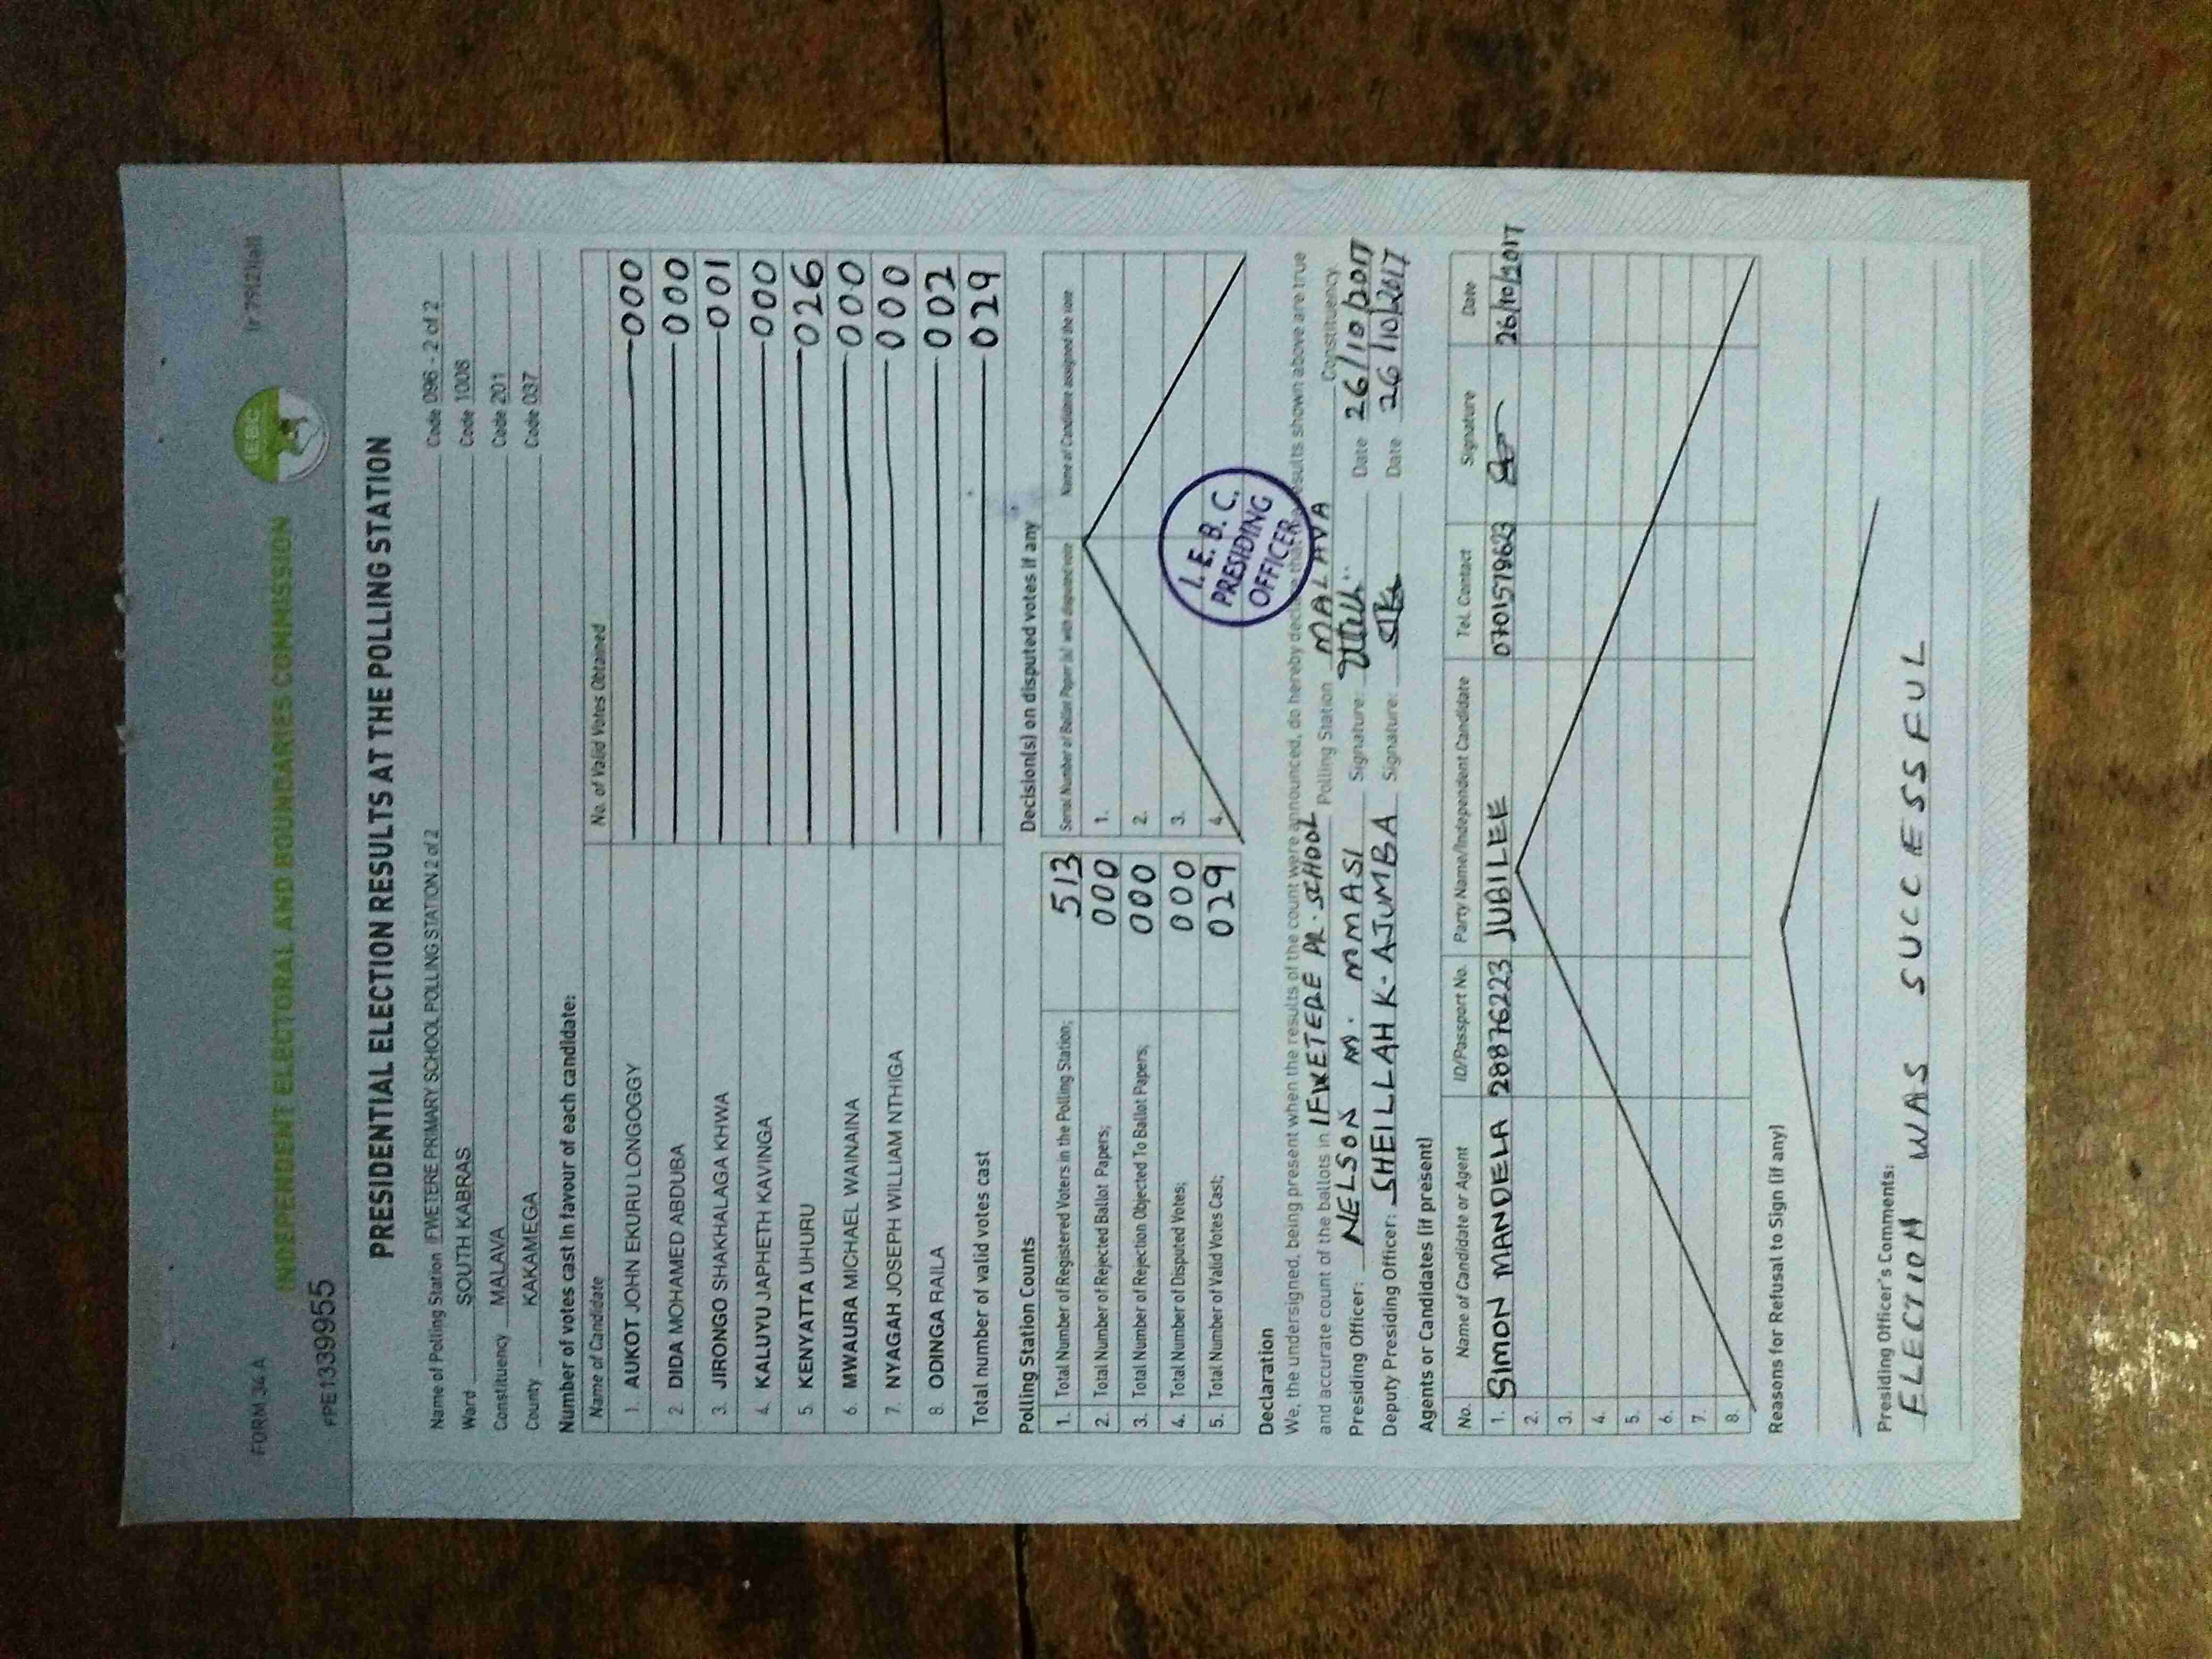 FORM 34A
r 79(2)(a)
INDEPENDENT ELECTORAL AND BOUNDARIES COMMISSION
IEBC
FPE1339955
PRESIDENTIAL ELECTION RESULTS AT THE POLLING STATION
Name of Polling Station IFWETERE PRIMARY SCHOOL POLLING STATION 2 of 2 Code 096 - 2 of 2
Ward SOUTH KABRAS Code 1008
Constituency MALAVA Code 201
County KAKAMEGA Code 037
Number of votes cast in favour of each candidate:
Name of Candidate No. of Valid Votes Obtained
1. AUKOT JOHN EKURU LONGOGGY 000
2. DIDA MOHAMED ABDUBA 000
3. JIRONGO SHAKHALAGA KHWA 001
4. KALUYU JAPHETH KAVINGA 000
5. KENYATTA UHURU 026
6. MWAURA MICHAEL WAINAINA 000
7. NYAGAH JOSEPH WILLIAM NTHIGA 000
8. ODINGA RAILA 002
Total number of valid votes cast 029
Polling Station Counts
1. Total Number of Registered Voters in the Polling Station; 513
2. Total Number of Rejected Ballot Papers; 000
3. Total Number of Rejection Objected To Ballot Papers; 000
4. Total Number of Disputed Votes; 000
5. Total Number of Valid Votes Cast; 029
Decision(s) on disputed votes if any
Serial Number of Ballot Paper (s) with disputed vote Name of Candidate assigned the vote
1.
2.
3.
4.
I.E.B.C.
PRESIDING
OFFICER
Declaration
We, the undersigned, being present when the results of the count were announced, do hereby declare that the results shown above are true
and accurate count of the ballots in IFWETERE PR. SCHOOL Polling Station MALAVA Constituency.
Presiding Officer: NELSON M. MMASI Signature: Date 26/10/2017
Deputy Presiding Officer: SHEILLAH K. AJUMBA Signature: Date 26/10/2017
Agents or Candidates (if present)
No. Name of Candidate or Agent ID/Passport No. Party Name/Independent Candidate Tel. Contact Signature Date
1. SIMON MANDELA 28876223 JUBILEE 0701579623 26/10/2017
2.
3.
4.
5.
6.
7.
8.
Reasons for Refusal to Sign (if any)
Presiding Officer's Comments:
ELECTION WAS SUCCESSFUL